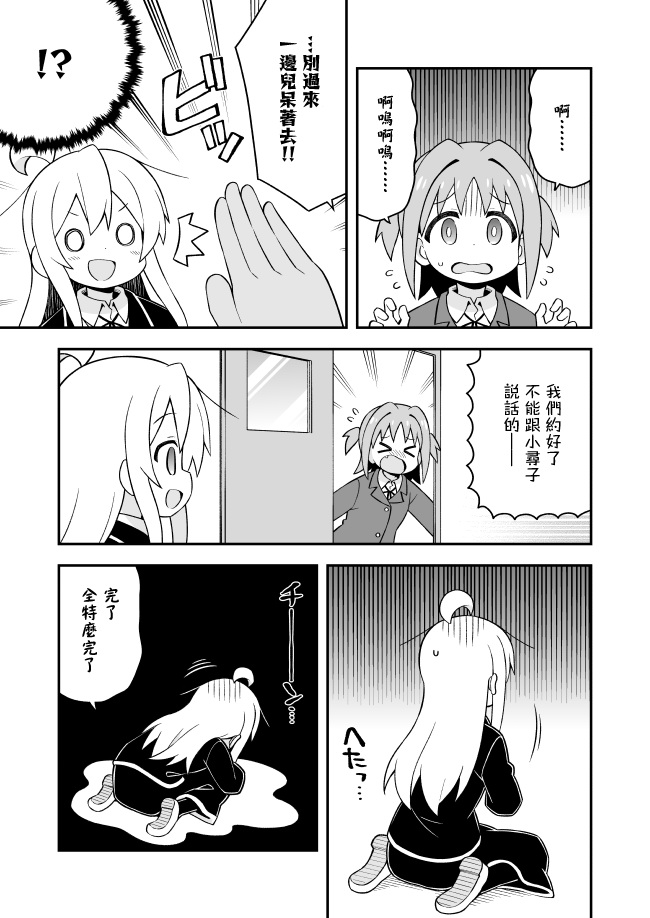 啊……
啊嗚啊嗚……
…別過來
一邊兒呆著去!!
ビシッ
!?
我們約好了
不能跟小尋子
説話的——
へたっ…
チーーン…
完了
全特麼完了